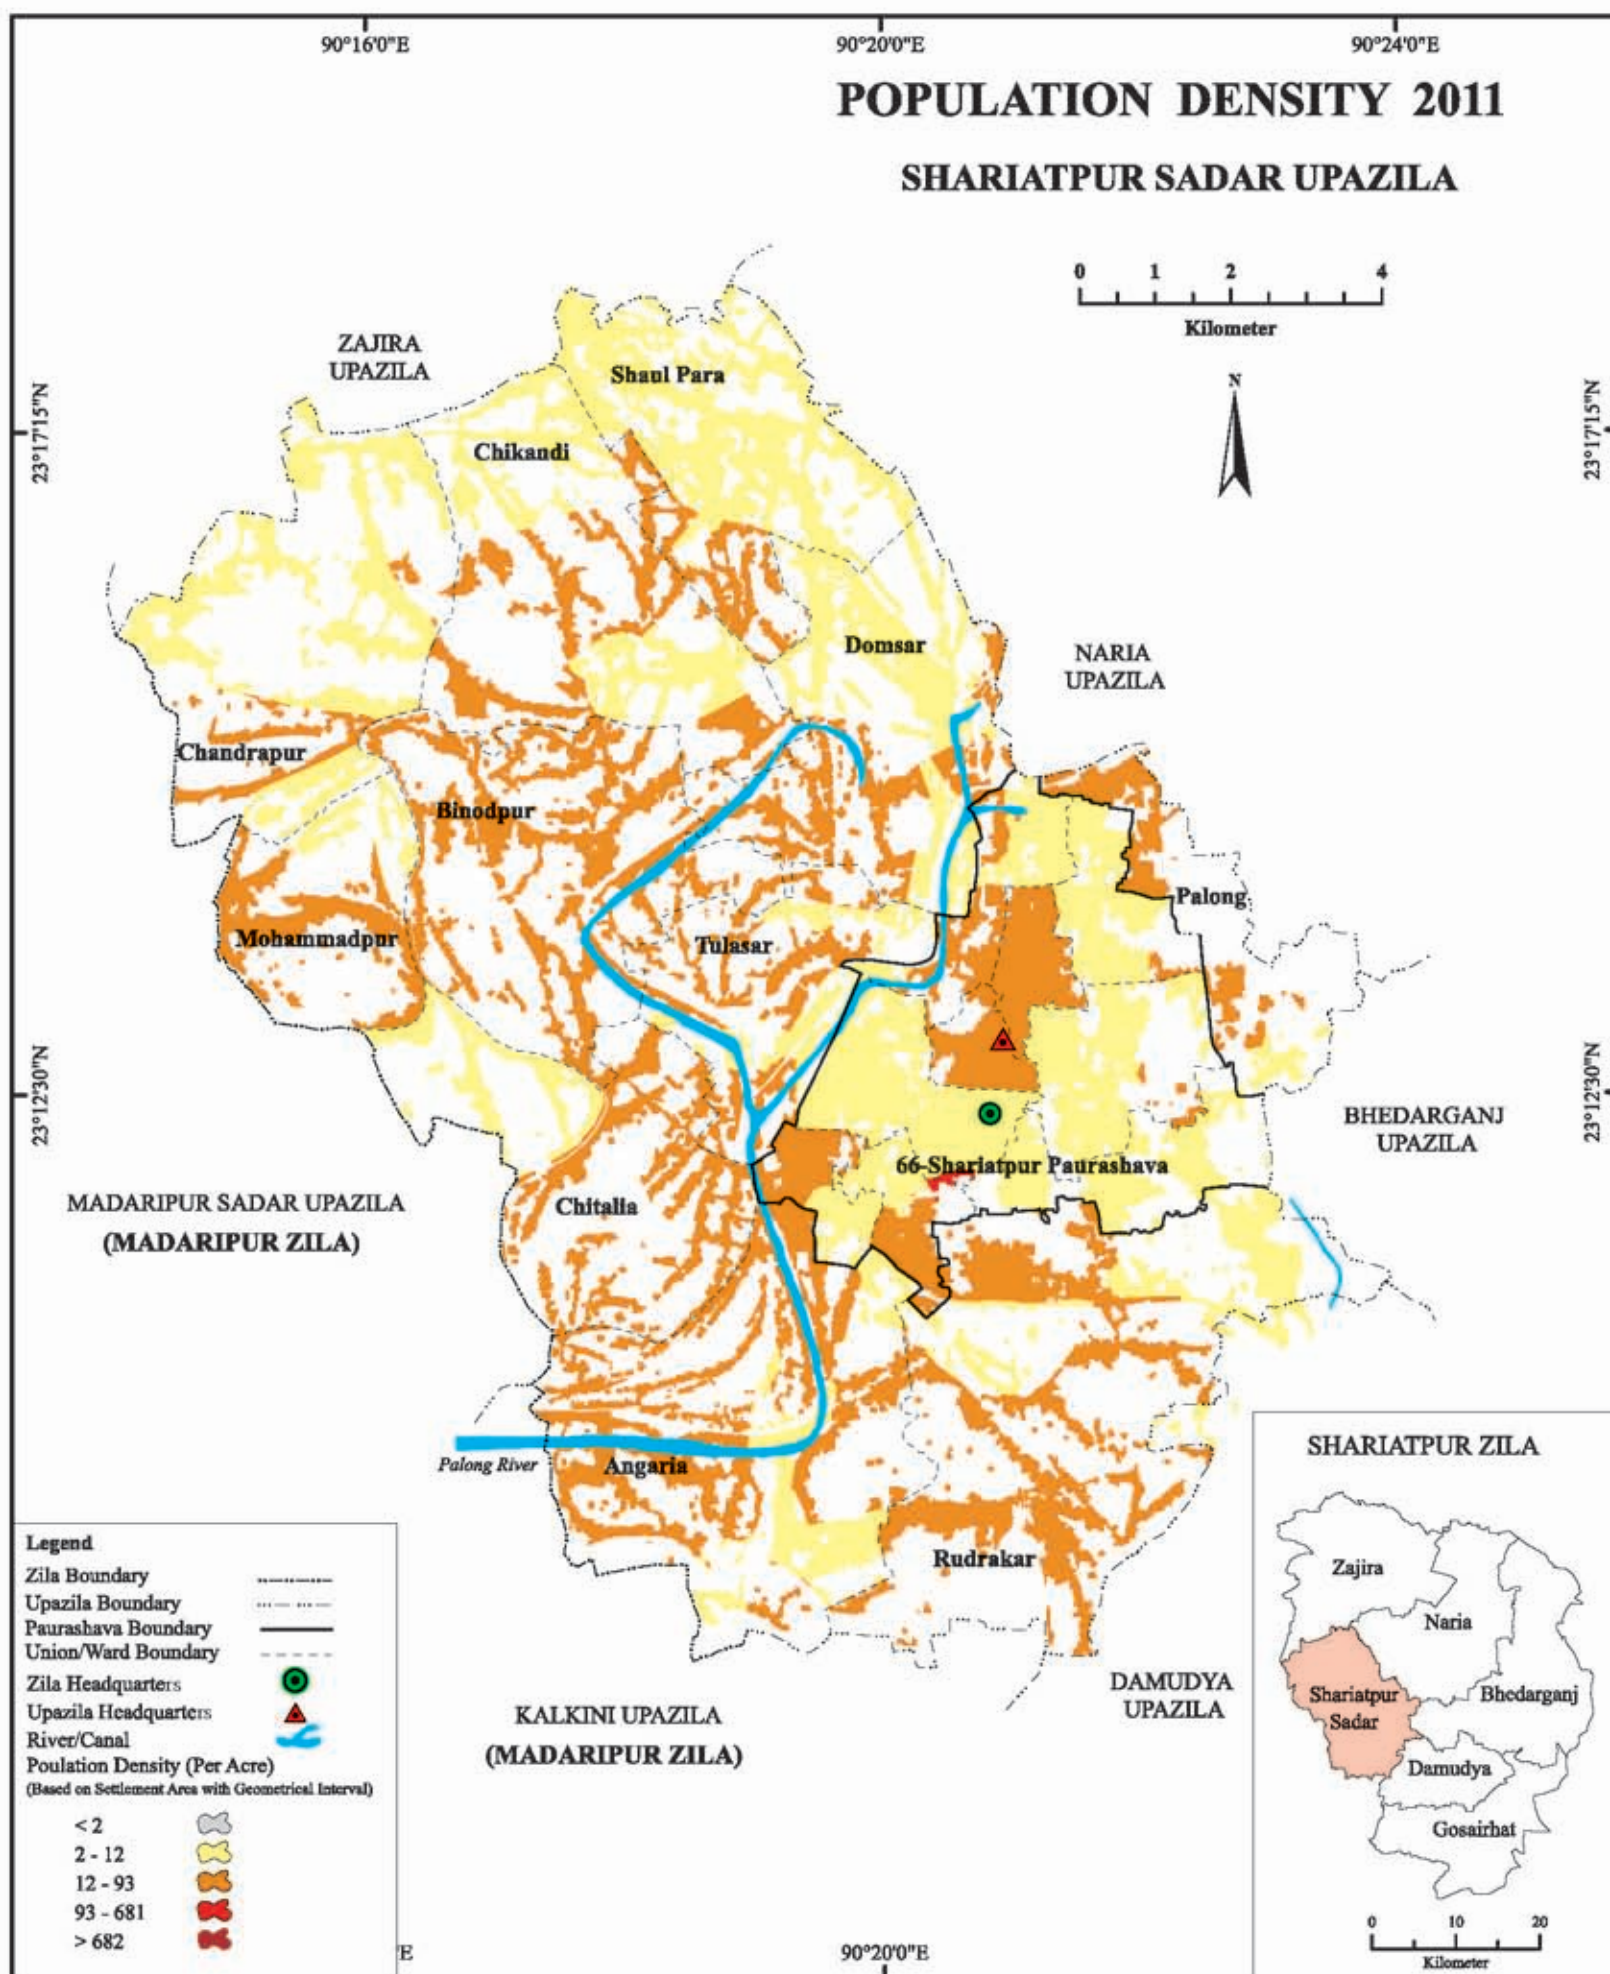 90°16'0"E
90°20'0"E
90°24'0"E
POPULATION DENSITY 2011
SHARIATPUR SADAR UPAZILA
0 1 2 4
Kilometer
N
ZAJIRA
UPAZILA
Shaul Para
23°17'15"N
23°17'15"N
Chikandi
Domsar
NARIA
UPAZILA
Chandrapur
Binodpur
Palong
Mohammadpur
Tulasar
23°12'30"N
23°12'30"N
BHEDARGANJ
UPAZILA
66-Shariatpur Paurashava
MADARIPUR SADAR UPAZILA
(MADARIPUR ZILA)
Chitalia
Palong River
Angaria
Rudrakar
DAMUDYA
UPAZILA
KALKINI UPAZILA
(MADARIPUR ZILA)
Legend
Zila Boundary
Upazila Boundary
Paurashava Boundary
Union/Ward Boundary
Zila Headquarters
Upazila Headquarters
River/Canal
Poulation Density (Per Acre)
(Based on Settlement Area with Geometrical Interval)
< 2
2 - 12
12 - 93
93 - 681
> 682
'E
90°20'0"E
SHARIATPUR ZILA
Zajira
Naria
Shariatpur
Sadar
Bhedarganj
Damudya
Gosairhat
0 10 20
Kilometer